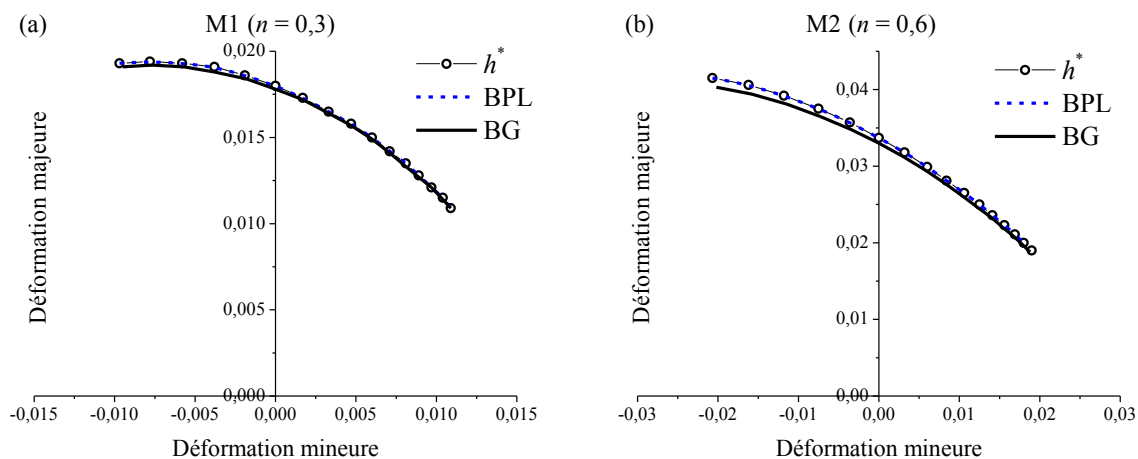 (a)
M1 (n = 0,3)
0,020
0,015
0,010
0,005
0,000
-0,015
-0,010
-0,005
0,000
0,005
0,010
0,015
Déformation majeure
Déformation mineure
h*
BPL
BG
(b)
M2 (n = 0,6)
0,04
0,03
0,02
0,01
0,00
-0,03
-0,02
-0,01
0,00
0,01
0,02
0,03
Déformation majeure
Déformation mineure
h*
BPL
BG